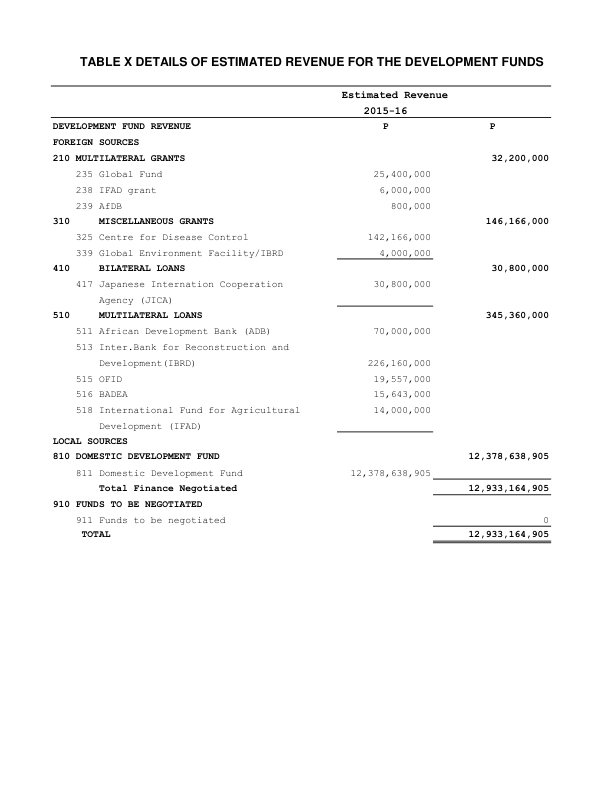 TABLE X DETAILS OF ESTIMATED REVENUE FOR THE DEVELOPMENT FUNDS
Estimated Revenue
2015-16
DEVELOPMENT FUND REVENUE P P
FOREIGN SOURCES
210 MULTILATERAL GRANTS 32,200,000
235 Global Fund 25,400,000
238 IFAD grant 6,000,000
239 AfDB 800,000
310 MISCELLANEOUS GRANTS 146,166,000
325 Centre for Disease Control 142,166,000
339 Global Environment Facility/IBRD 4,000,000
410 BILATERAL LOANS 30,800,000
417 Japanese Internation Cooperation 30,800,000
Agency (JICA)
510 MULTILATERAL LOANS 345,360,000
511 African Development Bank (ADB) 70,000,000
513 Inter.Bank for Reconstruction and
Development(IBRD) 226,160,000
515 OFID 19,557,000
516 BADEA 15,643,000
518 International Fund for Agricultural 14,000,000
Development (IFAD)
LOCAL SOURCES
810 DOMESTIC DEVELOPMENT FUND 12,378,638,905
811 Domestic Development Fund 12,378,638,905
Total Finance Negotiated 12,933,164,905
910 FUNDS TO BE NEGOTIATED
911 Funds to be negotiated 0
TOTAL 12,933,164,905